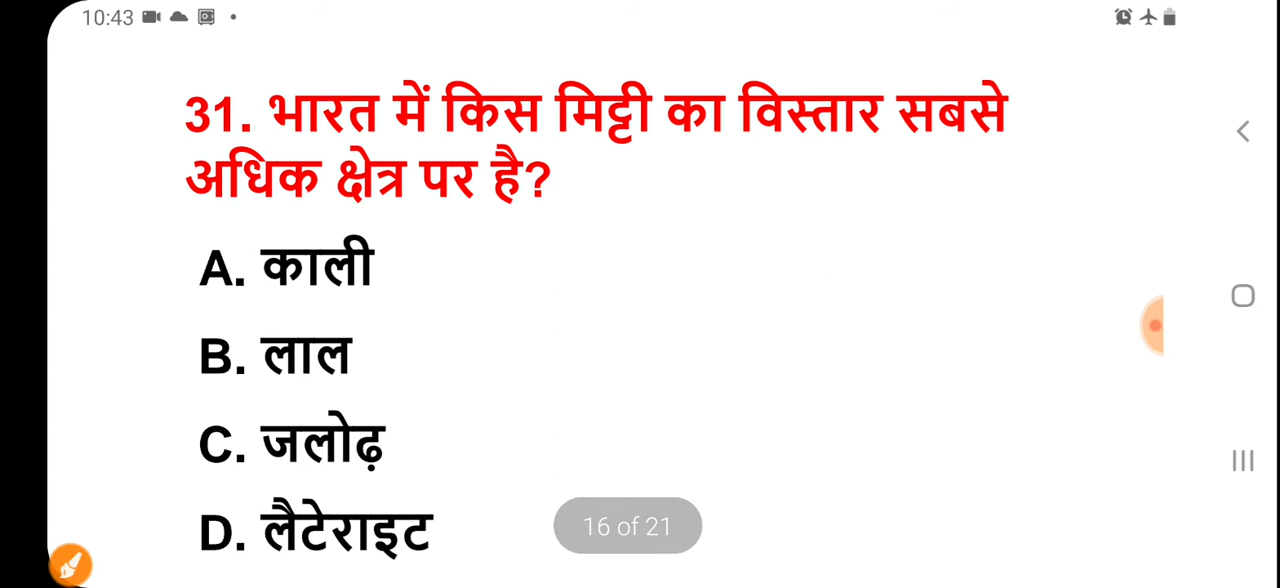 10:43
31. भारत में किस मिट्टी का विस्तार सबसे
अधिक क्षेत्र पर है?
A. काली
B. लाल
C. जलोढ़
D. लैटेराइट
16 of 21